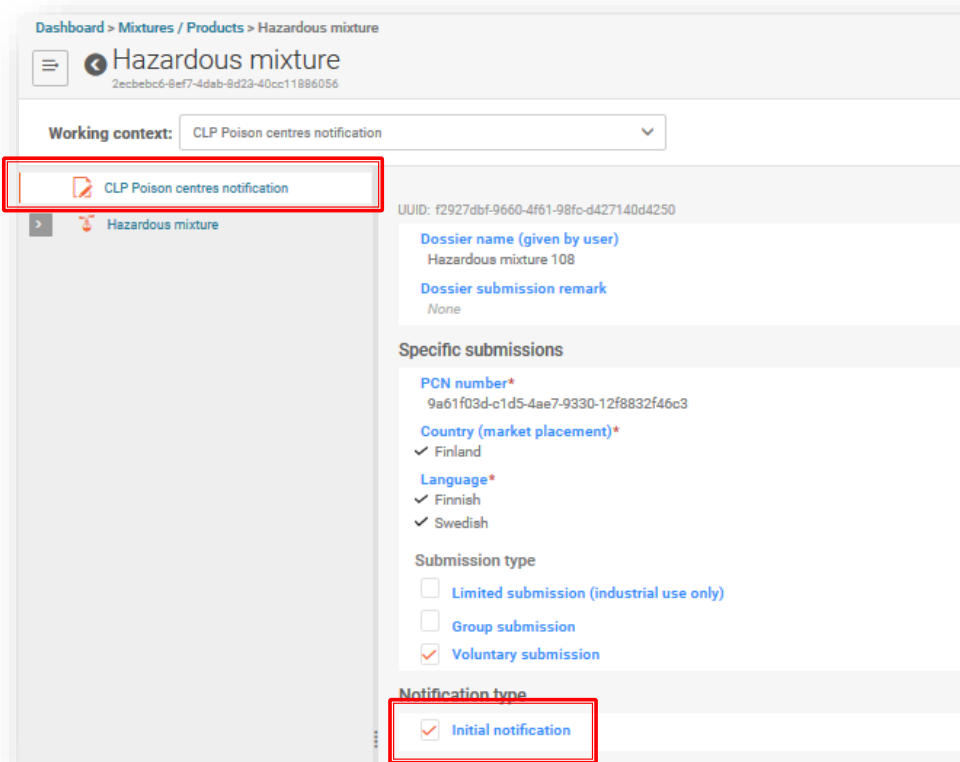 Dashboard > Mixtures / Products > Hazardous mixture
Hazardous mixture
2ecbebc6-8ef7-4dab-8d23-40cc11886056
Working context: CLP Poison centres notification
CLP Poison centres notification
Hazardous mixture
UUID: f2927dbf-9660-4f61-98fc-d427140d4250
Dossier name (given by user)
Hazardous mixture 108
Dossier submission remark
None
Specific submissions
PCN number*
9a61f03d-c1d5-4ae7-9330-12f8832f46c3
Country (market placement)*
Finland
Language*
Finnish
Swedish
Submission type
Limited submission (industrial use only)
Group submission
Voluntary submission
Notification type
Initial notification